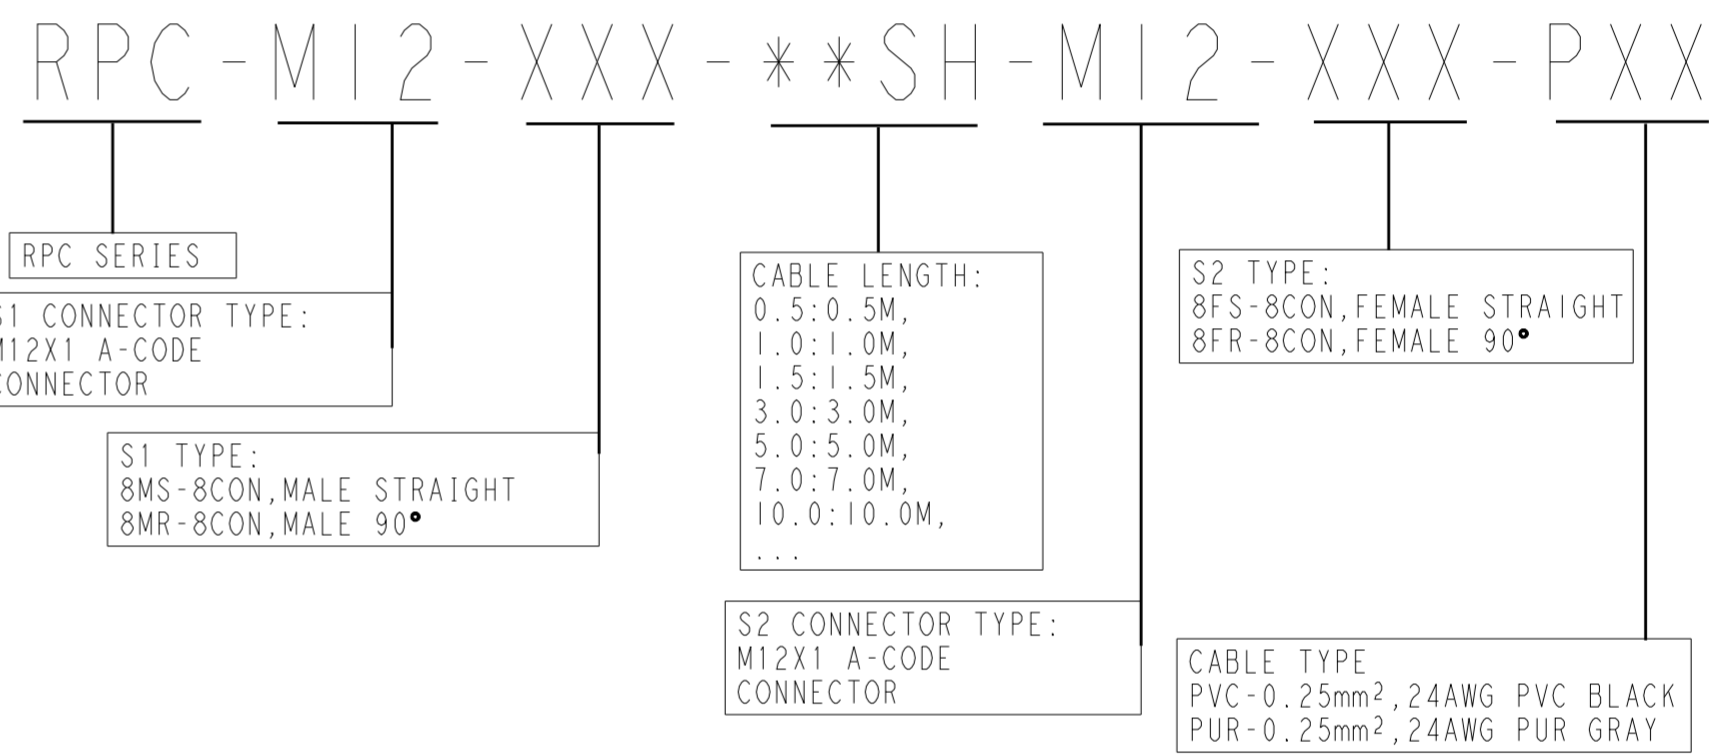 RPC-M12-XXX-**SH-M12-XXX-PXX
RPC SERIES
S1 CONNECTOR TYPE:
M12X1 A-CODE
CONNECTOR
S1 TYPE:
8MS-8CON,MALE STRAIGHT
8MR-8CON,MALE 90°
CABLE LENGTH:
0.5:0.5M,
1.0:1.0M,
1.5:1.5M,
3.0:3.0M,
5.0:5.0M,
7.0:7.0M,
10.0:10.0M,
...
S2 CONNECTOR TYPE:
M12X1 A-CODE
CONNECTOR
S2 TYPE:
8FS-8CON,FEMALE STRAIGHT
8FR-8CON,FEMALE 90°
CABLE TYPE
PVC-0.25mm²,24AWG PVC BLACK
PUR-0.25mm²,24AWG PUR GRAY